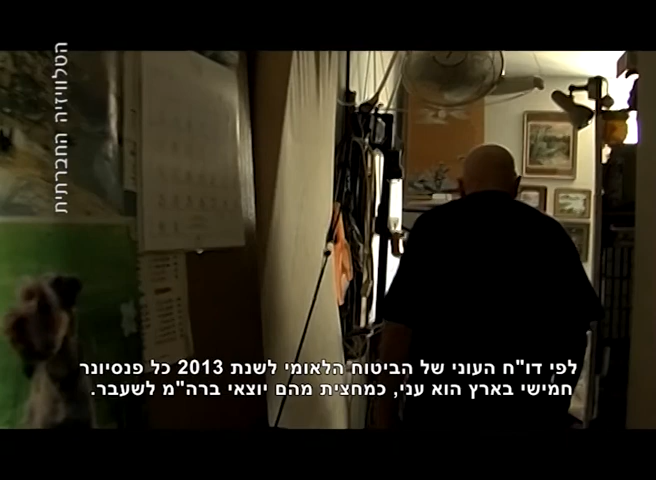 הטלוויזיה החברתית
לפי דו"ח העוני של הביטוח הלאומי לשנת 2013 כל פנסיונר
חמישי בארץ הוא עני, כמחצית מהם יוצאי ברה"מ לשעבר.